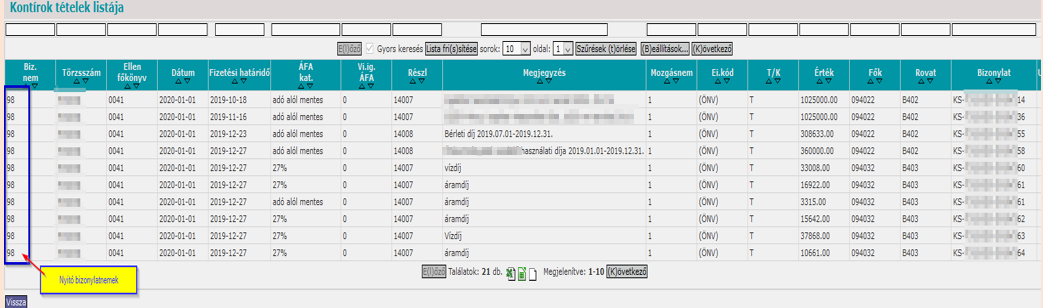 Kontírok tételek listája
E(l)őző Gyors keresés Lista fri(s)sítése sorok: 10 oldal: 1 Szűrések (t)örlése (B)eállítások... (K)övetkező
Biz. nem Törzsszám Ellen főkönyv Dátum Fizetési határidő ÁFA kat. Vi.ig. ÁFA Részl Megjegyzés Mozgásnem Ei.kód T/K Érték Fők Rovat Bizonylat
98 0041 2020-01-01 2019-10-18 adó alól mentes 0 14007 1 (ÖNV) T 1025000.00 094022 B402 KS- 14
98 0041 2020-01-01 2019-11-16 adó alól mentes 0 14007 1 (ÖNV) T 1025000.00 094022 B402 KS- 36
98 0041 2020-01-01 2019-12-23 adó alól mentes 0 14008 Bérleti díj 2019.07.01-2019.12.31. 1 (ÖNV) T 308633.00 094022 B402 KS- 55
98 0041 2020-01-01 2019-12-27 adó alól mentes 0 14008 használati díja 2019.01.01-2019.12.31. 1 (ÖNV) T 360000.00 094022 B402 KS- 58
98 0041 2020-01-01 2019-12-27 27% 0 14007 vízdíj 1 (ÖNV) T 33008.00 094032 B403 KS- 60
98 0041 2020-01-01 2019-12-27 27% 0 14007 áramdíj 1 (ÖNV) T 16922.00 094032 B403 KS- 61
98 0041 2020-01-01 2019-12-27 adó alól mentes 0 14007 áramdíj 1 (ÖNV) T 3315.00 094032 B403 KS- 61
98 0041 2020-01-01 2019-12-27 27% 0 14007 áramdíj 1 (ÖNV) T 15642.00 094032 B403 KS- 62
98 0041 2020-01-01 2019-12-27 27% 0 14007 Vízdíj 1 (ÖNV) T 37868.00 094032 B403 KS- 63
98 0041 2020-01-01 2019-12-27 27% 0 14007 áramdíj 1 (ÖNV) T 10661.00 094032 B403 KS- 64
E(l)őző Találatok: 21 db. Megjelenítve: 1-10 (K)övetkező
Nyitó bizonylatnemek
Vissza